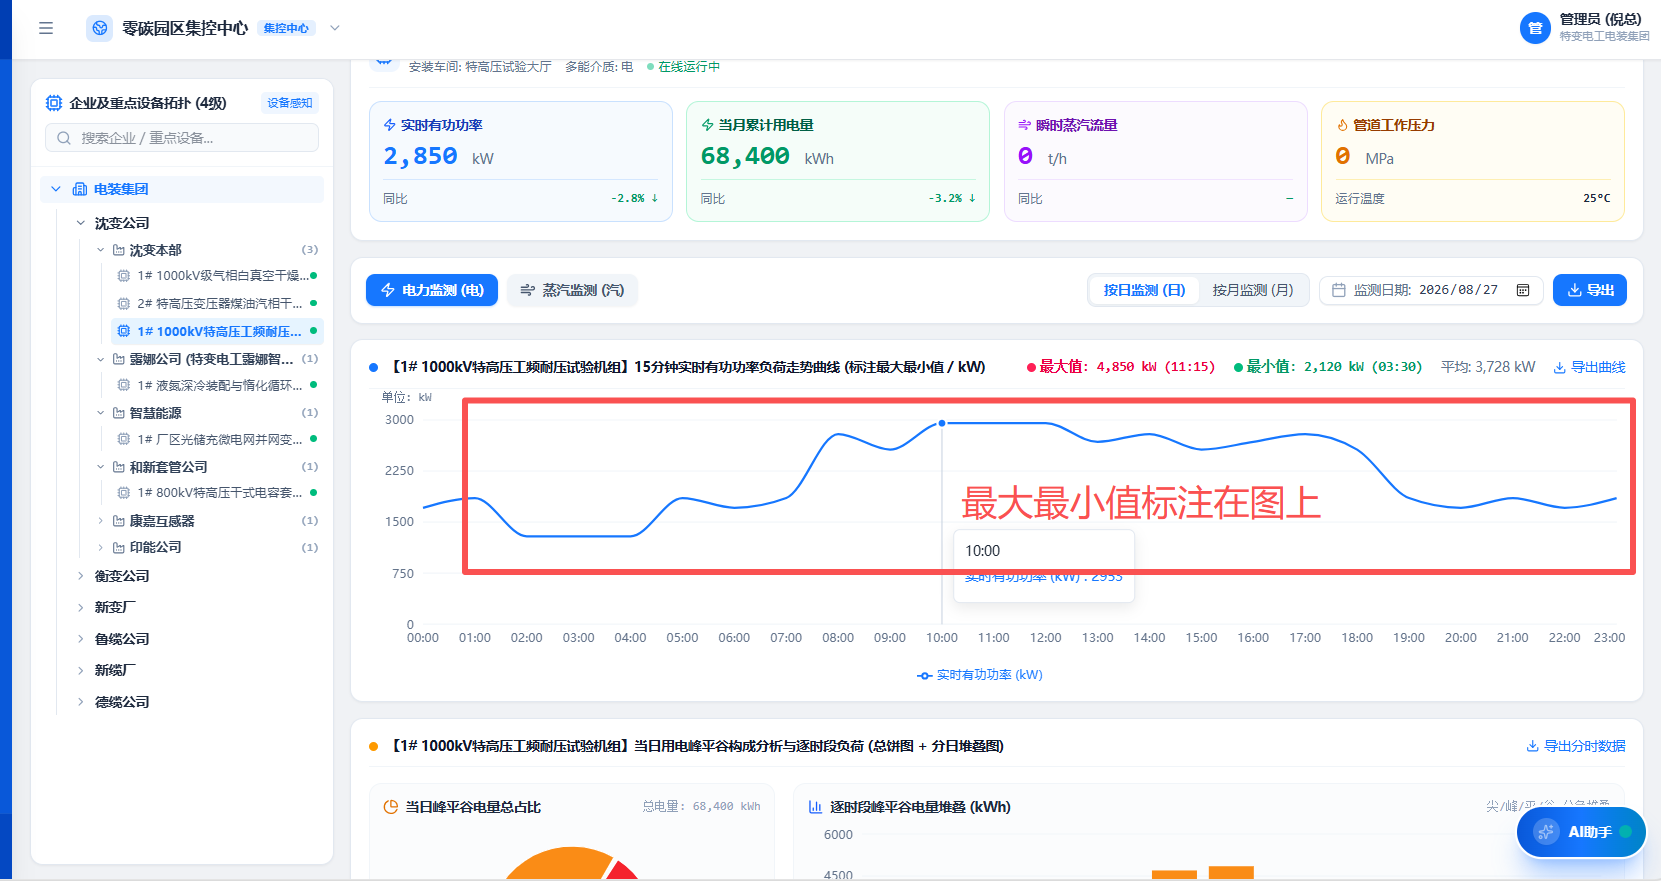 零碳园区集控中心 集控中心
管 管理员 (倪总)
特变电工电装集团
企业及重点设备拓扑 (4级) 设备感知
搜索企业 / 重点设备...
电装集团
沈变公司
沈变本部 (3)
1# 1000kV级气相白真空干燥...
2# 特高压变压器煤油汽相干...
1# 1000kV特高压工频耐压...
露娜公司 (特变电工露娜智... (1)
1# 液氮深冷装配与惰化循环...
智慧能源 (1)
1# 厂区光储充微电网并网变...
和新套管公司 (1)
1# 800kV特高压干式电容套...
康嘉互感器 (1)
印能公司 (1)
衡变公司
新变厂
鲁缆公司
新缆厂
德缆公司
安装车间: 特高压试验大厅 多能介质: 电 在线运行中
实时有功功率
2,850 kW
同比 -2.8% ↓
当月累计用电量
68,400 kWh
同比 -3.2% ↓
瞬时蒸汽流量
0 t/h
同比 –
管道工作压力
0 MPa
运行温度 25°C
电力监测 (电) 蒸汽监测 (汽) 按日监测 (日) 按月监测 (月) 监测日期: 2026/08/27 导出
【1# 1000kV特高压工频耐压试验机组】15分钟实时有功功率负荷走势曲线 (标注最大最小值 / kW) 最大值: 4,850 kW (11:15) 最小值: 2,120 kW (03:30) 平均: 3,728 kW 导出曲线
单位: kW
3000
2250
1500
750
0
最大最小值标注在图上
10:00
实时有功功率 (kW) : 2953
00:00 01:00 02:00 03:00 04:00 05:00 06:00 07:00 08:00 09:00 10:00 11:00 12:00 13:00 14:00 15:00 16:00 17:00 18:00 19:00 20:00 21:00 22:00 23:00
实时有功功率 (kW)
【1# 1000kV特高压工频耐压试验机组】当日用电峰平谷构成分析与逐时段负荷 (总饼图 + 分日堆叠图) 导出分时数据
当日峰平谷电量总占比 总电量: 68,400 kWh
逐时段峰平谷电量堆叠 (kWh) 尖/峰/平/谷
6000
4500
AI助手